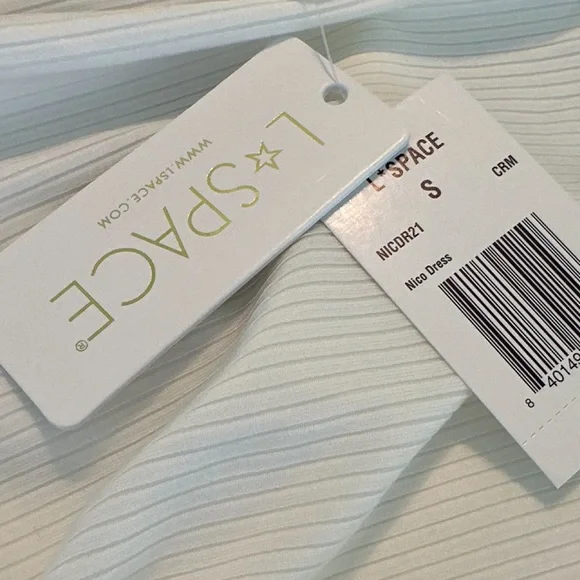 L*SPACE®
WWW.LSPACE.COM
L*SPACE
S
CRM
NICDR21
Nico Dress
8 40149